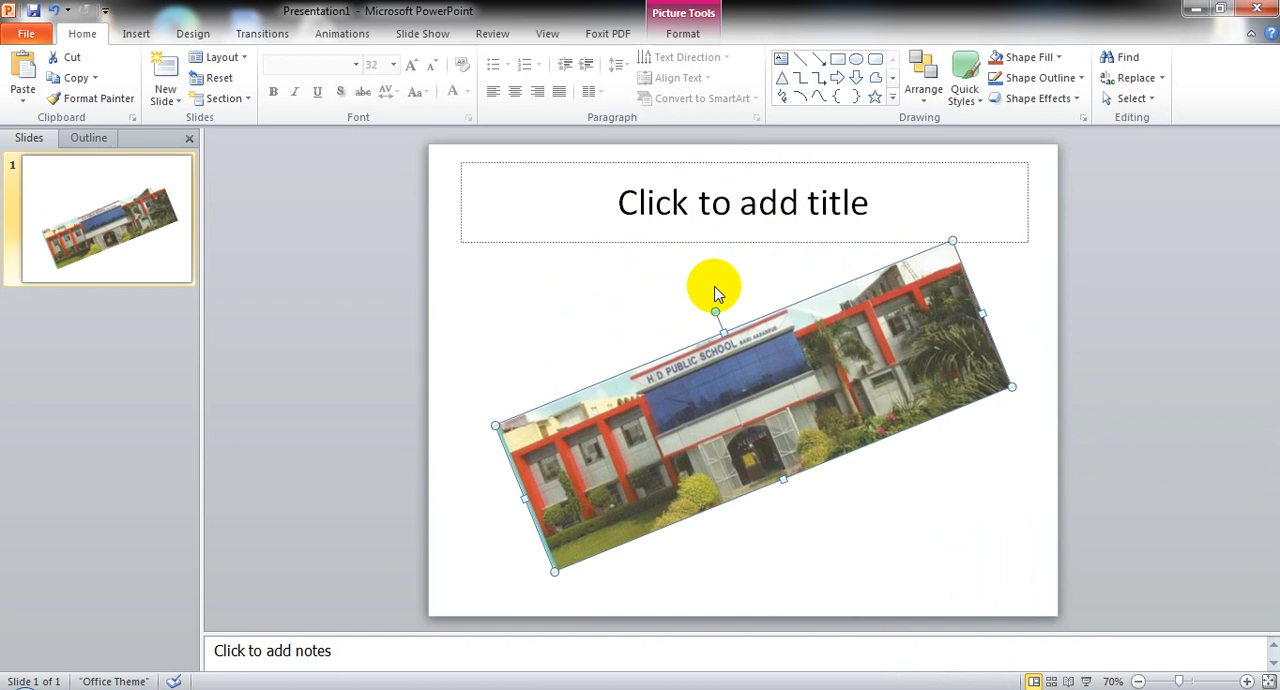 Presentation1 - Microsoft PowerPoint
Picture Tools
File Home Insert Design Transitions Animations Slide Show Review View Foxit PDF Format
Paste
Cut
Copy
Format Painter
Clipboard
New Slide
Layout
Reset
Section
Slides
32
B I U S abc AV Aa A
Font
Text Direction
Align Text
Convert to SmartArt
Paragraph
Arrange
Quick Styles
Shape Fill
Shape Outline
Shape Effects
Drawing
Find
Replace
Select
Editing
Slides Outline
1
Click to add title
H D PUBLIC SCHOOL
Click to add notes
Slide 1 of 1 "Office Theme" 70%